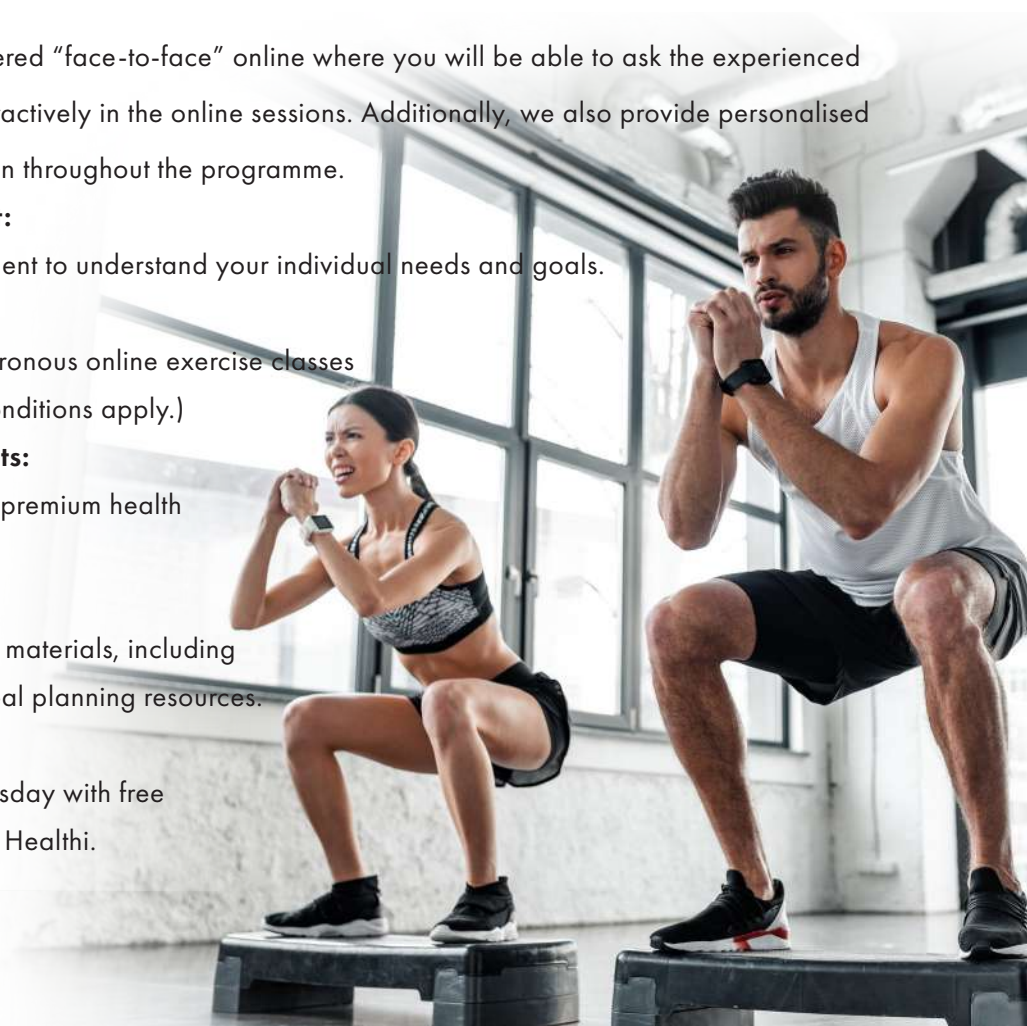 ered “face-to-face” online where you will be able to ask the experienced
actively in the online sessions. Additionally, we also provide personalised
n throughout the programme.
:
ent to understand your individual needs and goals.
ronous online exercise classes
onditions apply.)
ts:
premium health
materials, including
al planning resources.
sday with free
Healthi.